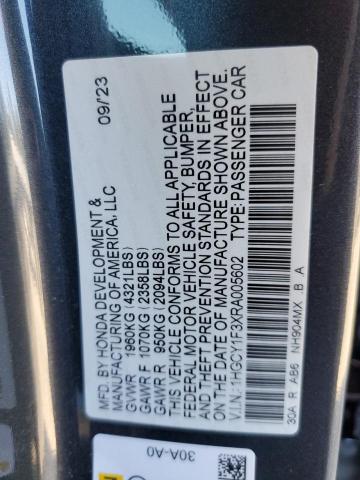 MFD. BY HONDA DEVELOPMENT & 09/23
MANUFACTURING OF AMERICA, LLC
GVWR 1960KG (4321LBS)
GAWR F 1070KG (2358LBS)
GAWR R 950KG (2094LBS)
THIS VEHICLE CONFORMS TO ALL APPLICABLE
FEDERAL MOTOR VEHICLE SAFETY, BUMPER,
& THEFT PREVENTION STANDARDS IN EFFECT
ON THE DATE OF MANUFACTURE SHOWN ABOVE.
V.I.N.: 1HGCY1F3XRA005602 TYPE: PASSENGER CAR
30A R AB6 NH904MX .B A
30A-A0